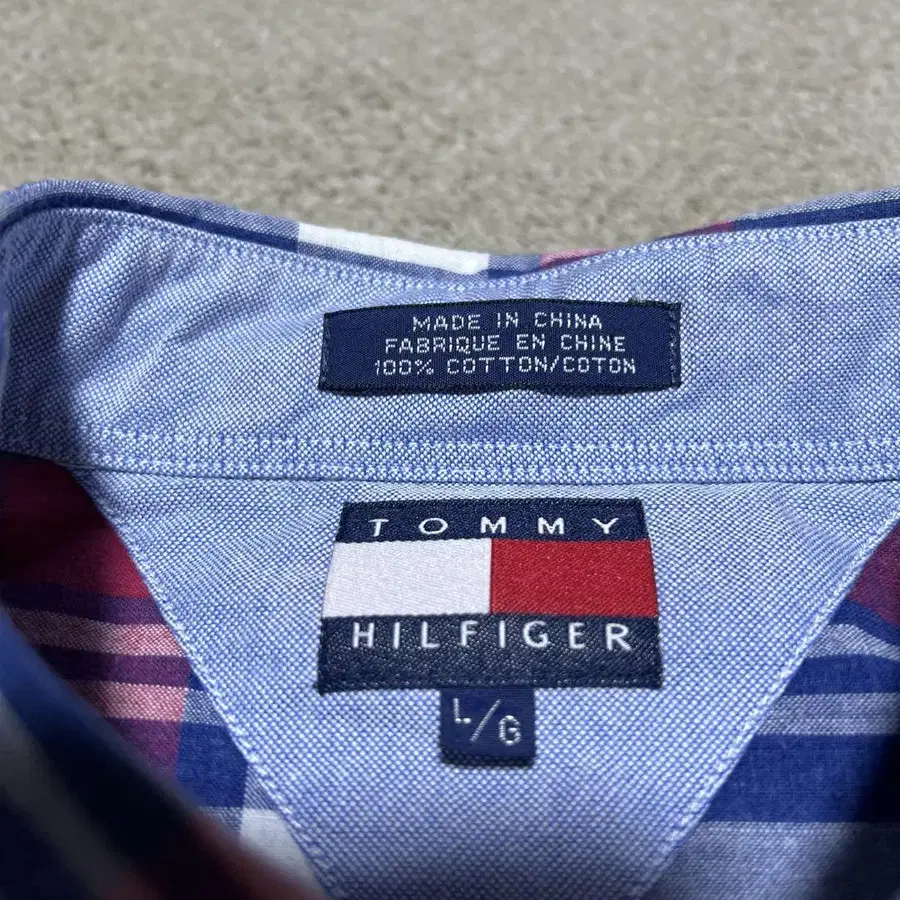 MADE IN CHINA
FABRIQUE EN CHINE
100% COTTON/COTON
TOMMY
HILFIGER
L/G